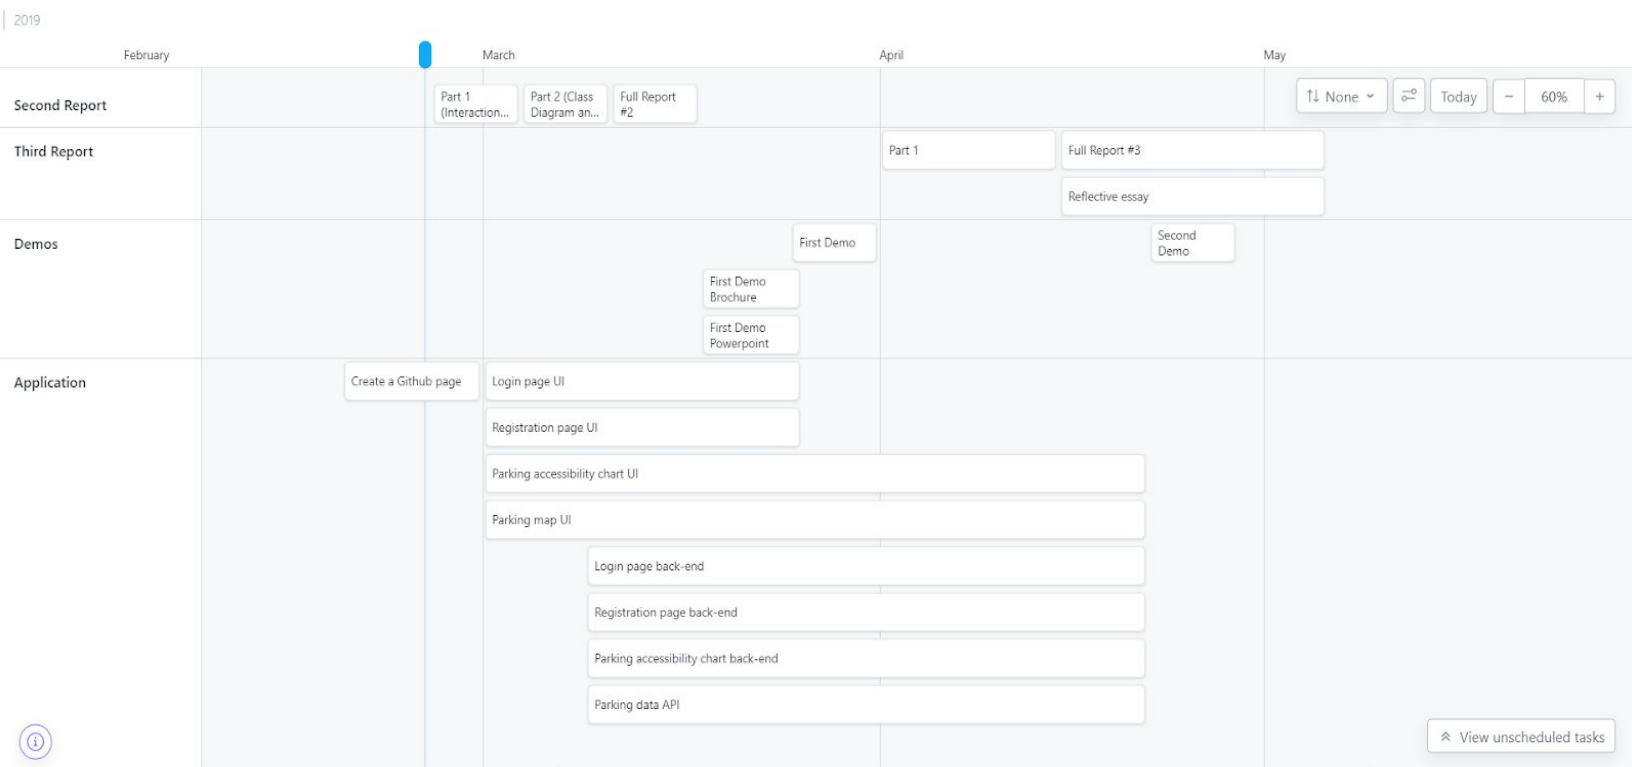 2019
February
March
April
May
Second Report
Part 1
(Interaction...
Part 2 (Class
Diagram an...
Full Report
#2
None
Today
60%
Third Report
Part 1
Full Report #3
Reflective essay
Demos
First Demo
Second
Demo
First Demo
Brochure
First Demo
Powerpoint
Application
Create a Github page
Login page UI
Registration page UI
Parking accessibility chart UI
Parking map UI
Login page back-end
Registration page back-end
Parking accessibility chart back-end
Parking data API
View unscheduled tasks